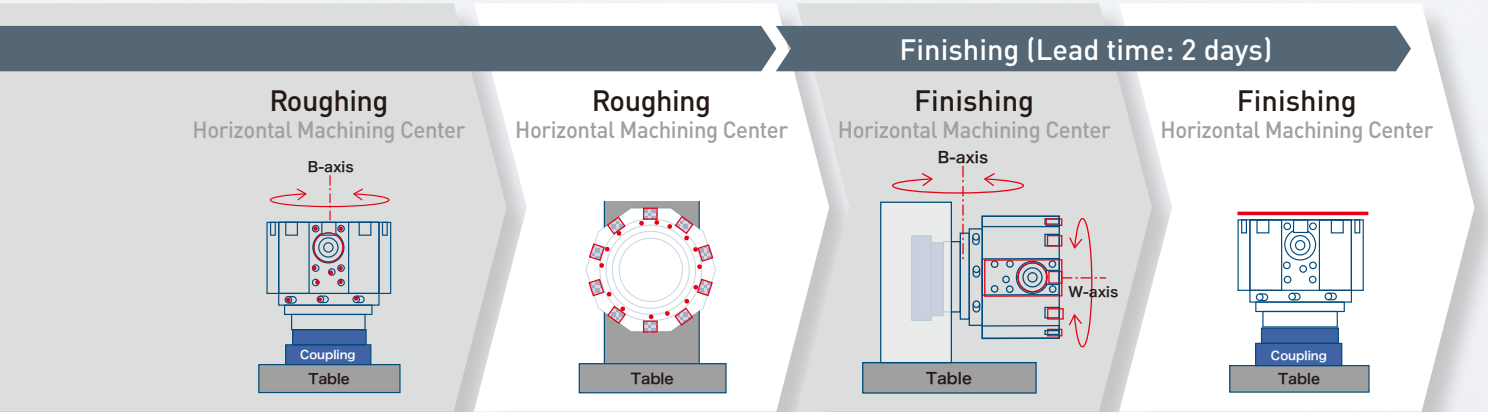 Finishing (Lead time: 2 days)
Roughing
Horizontal Machining Center
B-axis
Coupling
Table
Roughing
Horizontal Machining Center
Table
Finishing
Horizontal Machining Center
B-axis
W-axis
Table
Finishing
Horizontal Machining Center
Coupling
Table